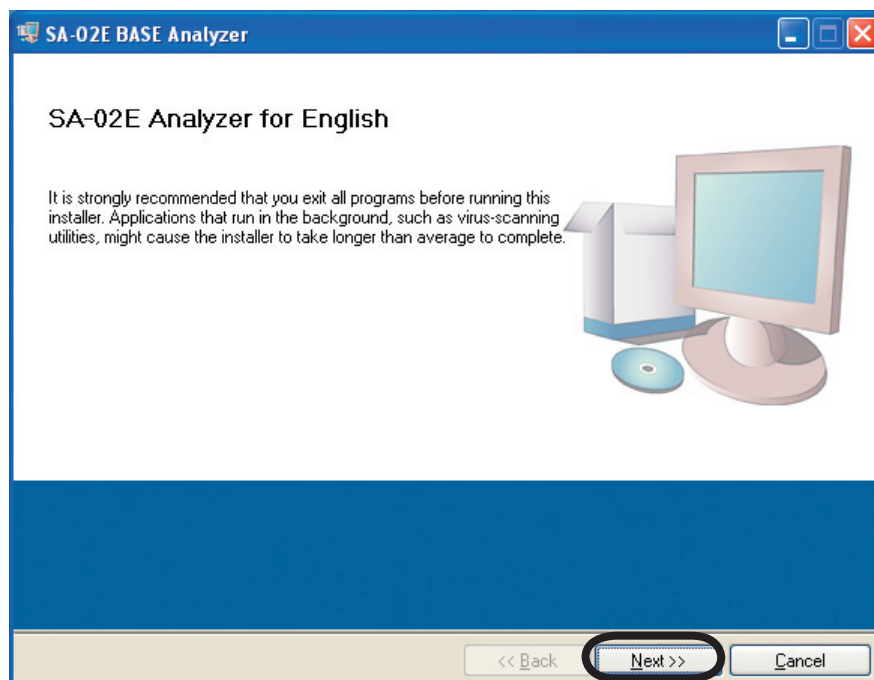 SA-02E BASE Analyzer
SA-02E Analyzer for English
It is strongly recommended that you exit all programs before running this
installer. Applications that run in the background, such as virus-scanning
utilities, might cause the installer to take longer than average to complete.
<< Back
Next >>
Cancel